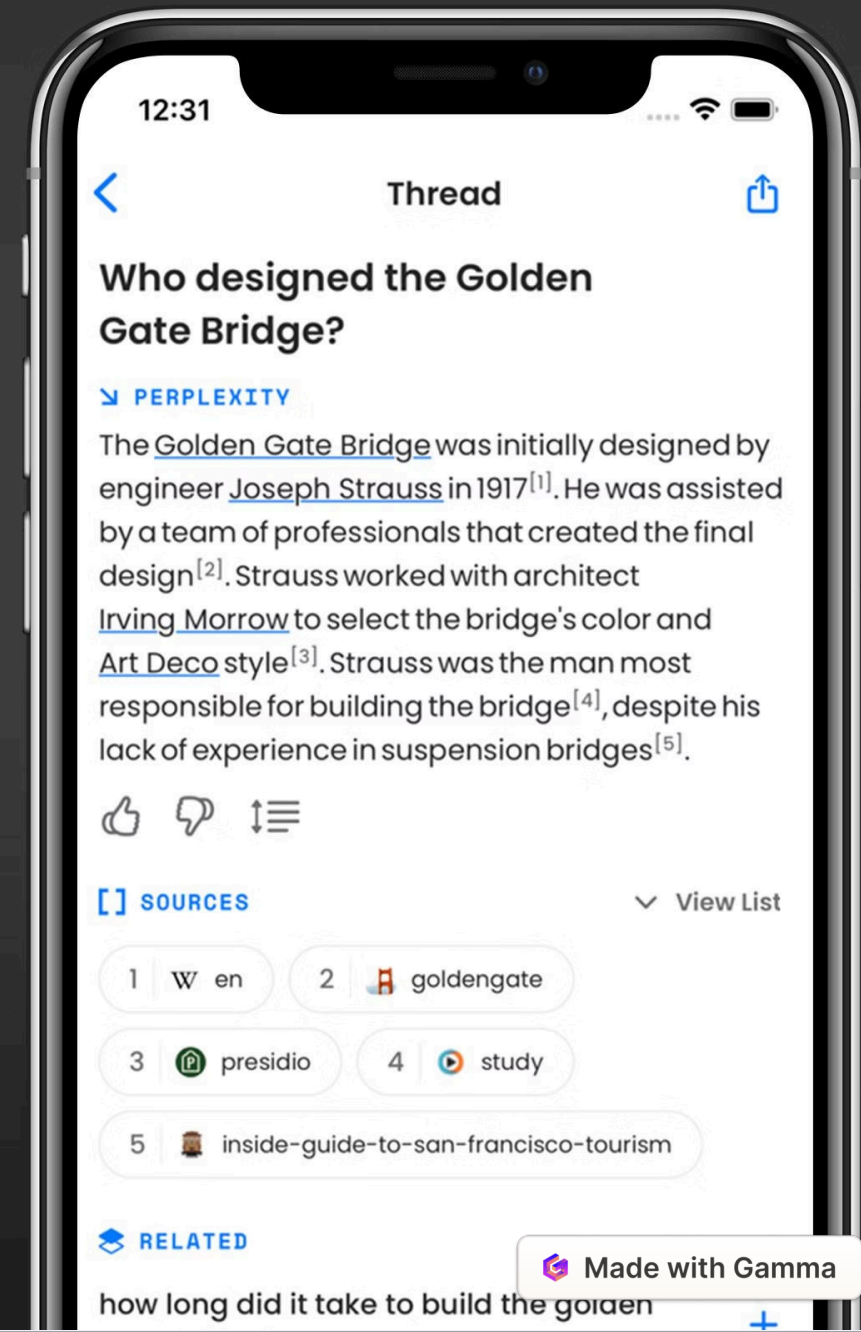 12:31
Thread
Who designed the Golden
Gate Bridge?
PERPLEXITY
The Golden Gate Bridge was initially designed by
engineer Joseph Strauss in 1917[1]. He was assisted
by a team of professionals that created the final
design[2]. Strauss worked with architect
Irving Morrow to select the bridge's color and
Art Deco style[3]. Strauss was the man most
responsible for building the bridge[4], despite his
lack of experience in suspension bridges[5].
[ ] SOURCES
View List
1 W en
2 goldengate
3 P presidio
4 study
5 inside-guide-to-san-francisco-tourism
RELATED
Made with Gamma
how long did it take to build the golden